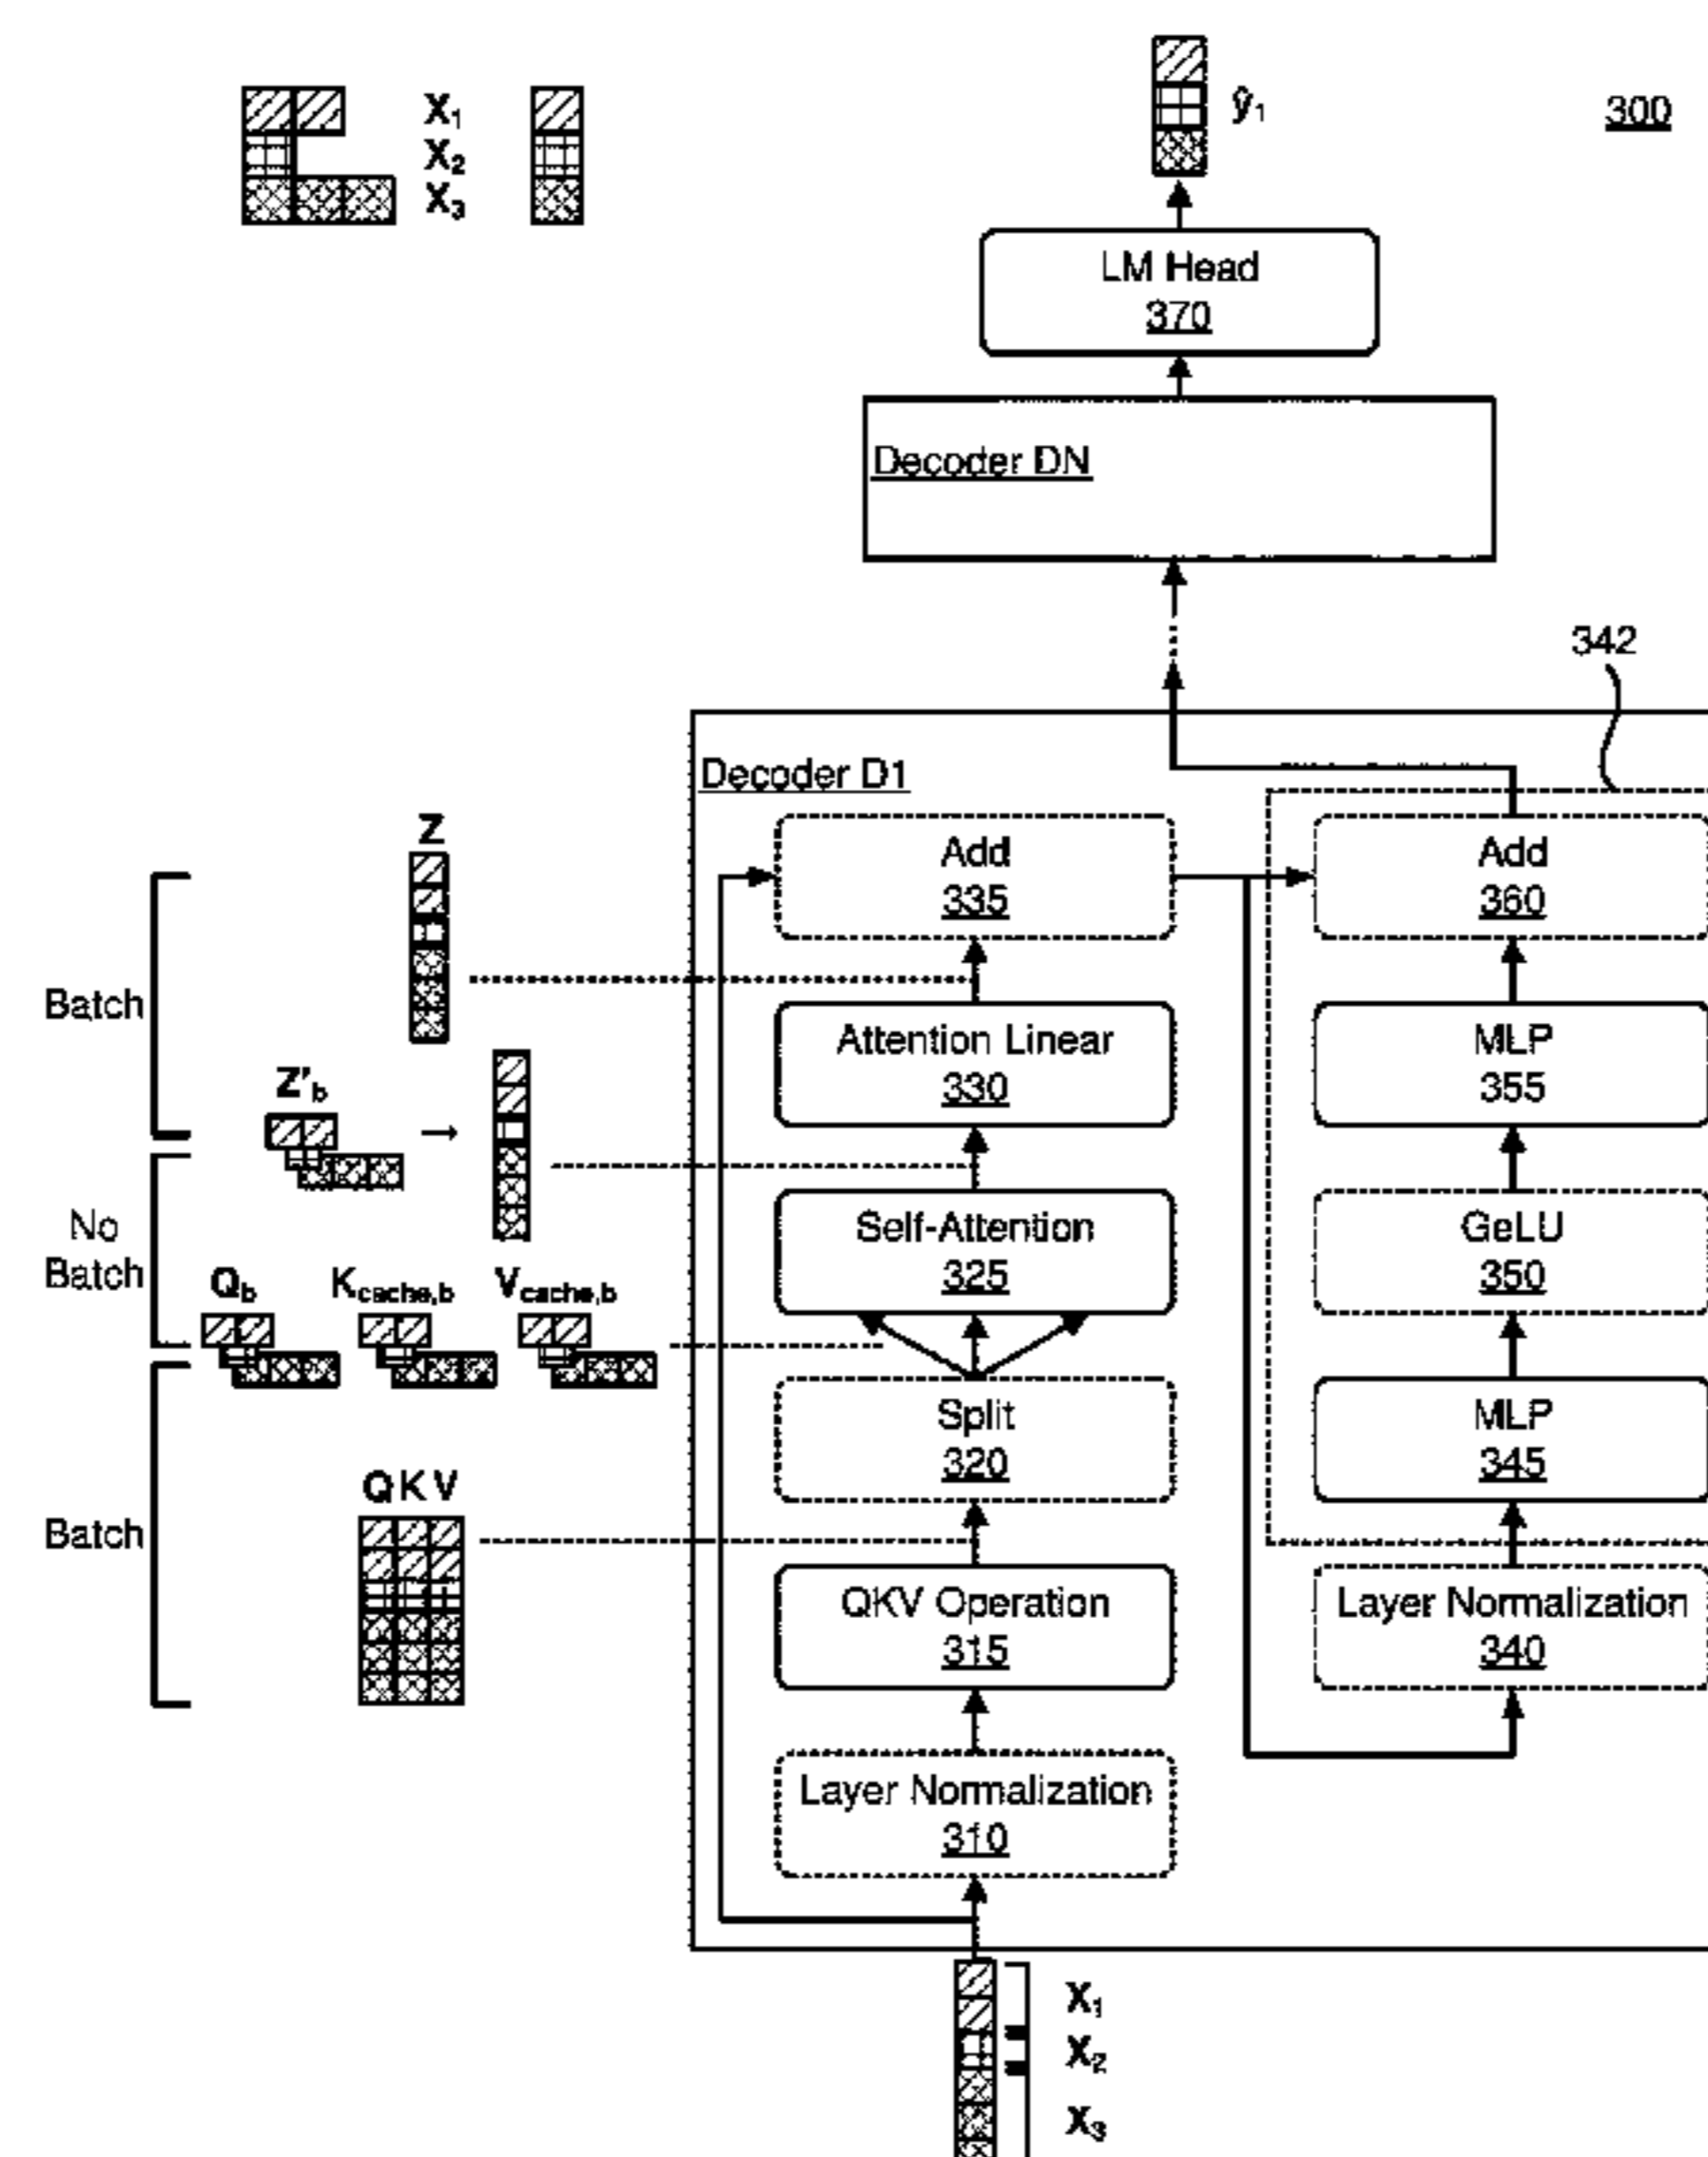 300
X₁
X₂
X₃
ŷ₁
LM Head
370
Decoder DN
342
Decoder D1
Add
335
Add
360
Attention Linear
330
MLP
355
Self-Attention
325
GeLU
350
Split
320
MLP
345
QKV Operation
315
Layer Normalization
340
Layer Normalization
310
Z
Batch
Z'b
→
No
Batch
Qb
Kcache,b
Vcache,b
Q K V
Batch
X₁
X₂
X₃